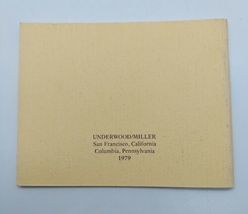 UNDERWOOD/MILLER
San Francisco, California
Columbia, Pennsylvania
1979